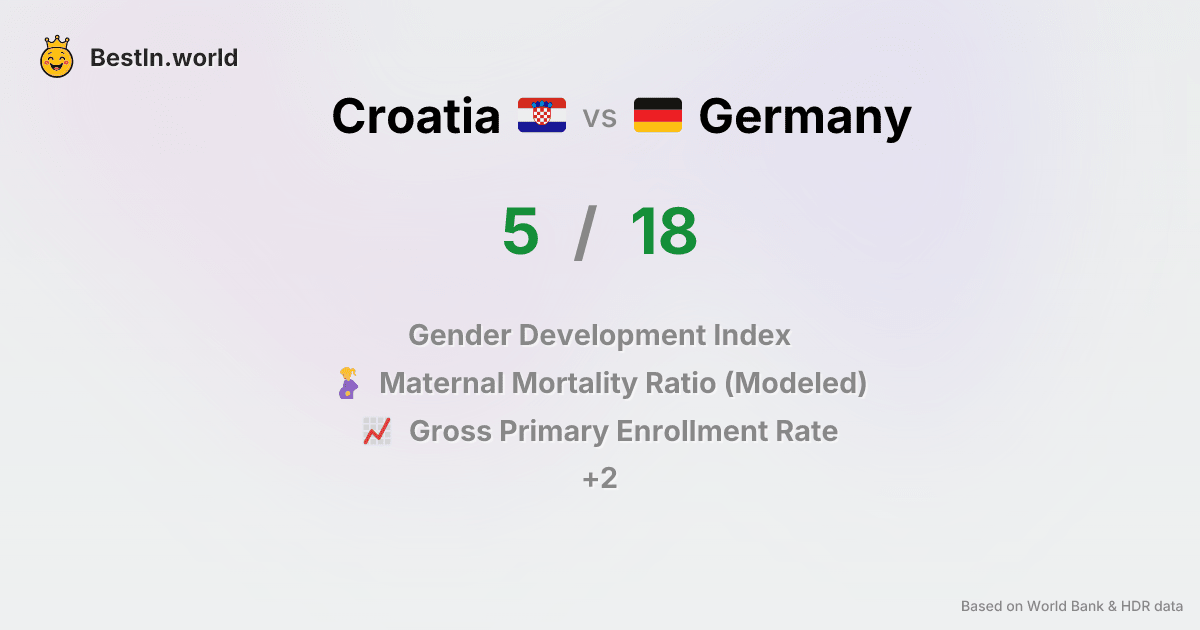 BestIn.world
Croatia vs Germany
5 / 18
Gender Development Index
Maternal Mortality Ratio (Modeled)
Gross Primary Enrollment Rate
+2
Based on World Bank & HDR data